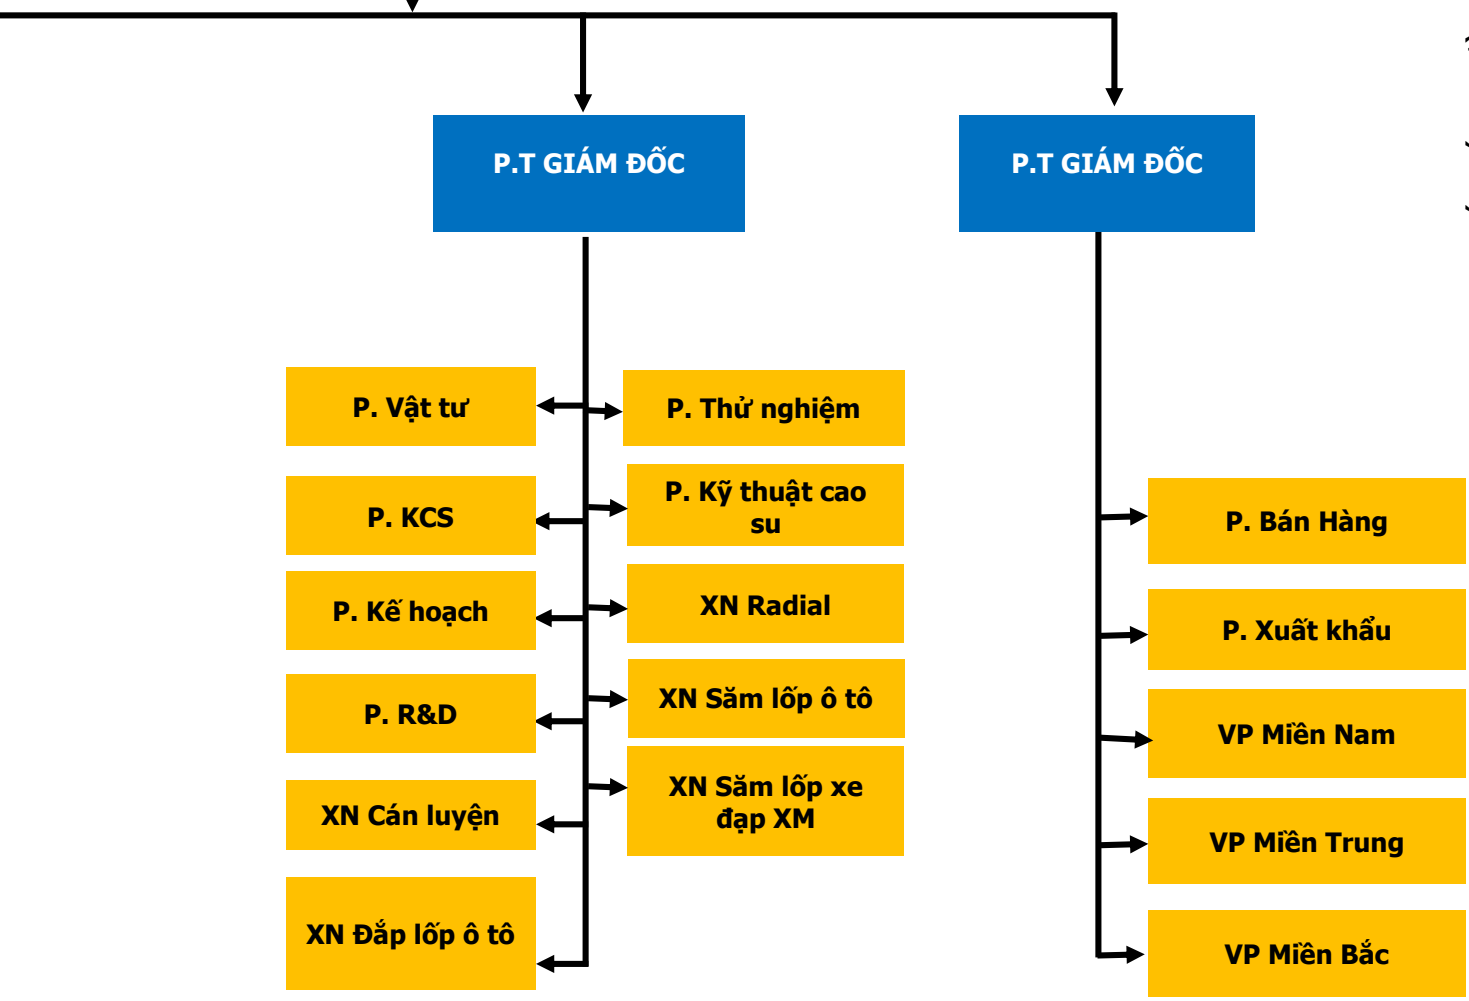 P.T GIÁM ĐỐC
P.T GIÁM ĐỐC
P. Vật tư
P. Thử nghiệm
P. KCS
P. Kỹ thuật cao
su
P. Kế hoạch
XN Radial
P. R&D
XN Săm lốp ô tô
XN Cán luyện
XN Săm lốp xe
đạp XM
XN Đắp lốp ô tô
P. Bán Hàng
P. Xuất khẩu
VP Miền Nam
VP Miền Trung
VP Miền Bắc